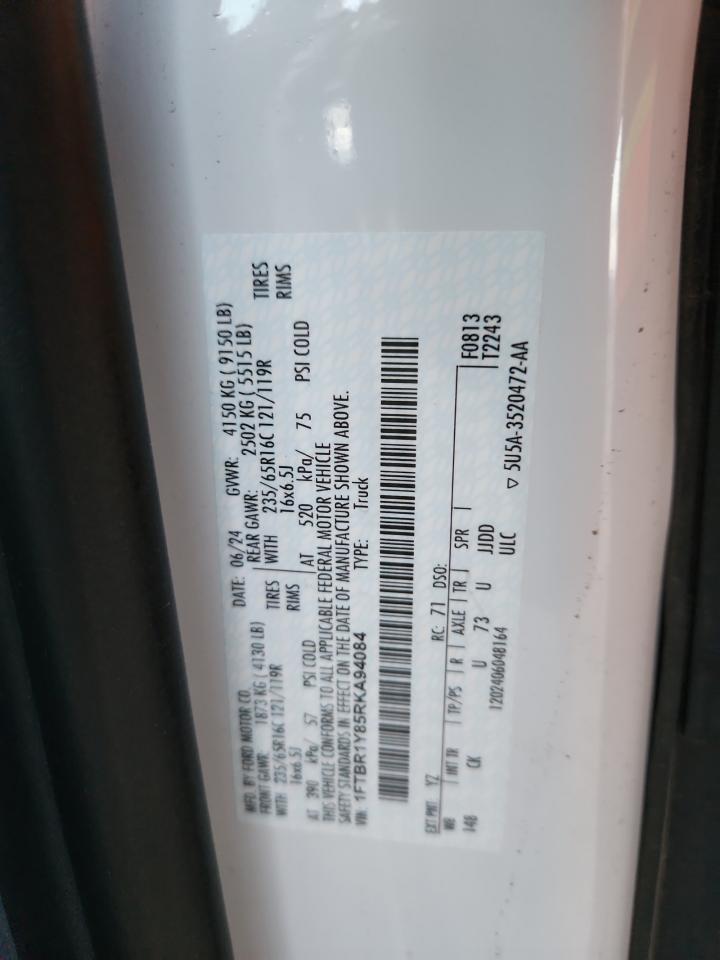 MFD. BY FORD MOTOR CO. DATE: 06/24 GVWR: 4150 KG ( 9150 LB)
FRONT GAWR: 1873 KG ( 4130 LB) REAR GAWR: 2502 KG ( 5515 LB)
WITH 235/65R16C 121/119R TIRES WITH 235/65R16C 121/119R TIRES
16x6.5J RIMS 16x6.5J RIMS
AT 390 kPa/ 57 PSI COLD AT 520 kPa/ 75 PSI COLD
THIS VEHICLE CONFORMS TO ALL APPLICABLE FEDERAL MOTOR VEHICLE
SAFETY STANDARDS IN EFFECT ON THE DATE OF MANUFACTURE SHOWN ABOVE.
VIN: 1FTBR1Y85RKA94084 TYPE: Truck
EXT PNT: YZ RC: 71 DSO:
WB INT TR TP/PS R AXLE TR SPR F0813
148 CK U 73 U JJDD T2243
1202406048164 ULC
▽ 5U5A-3520472-AA